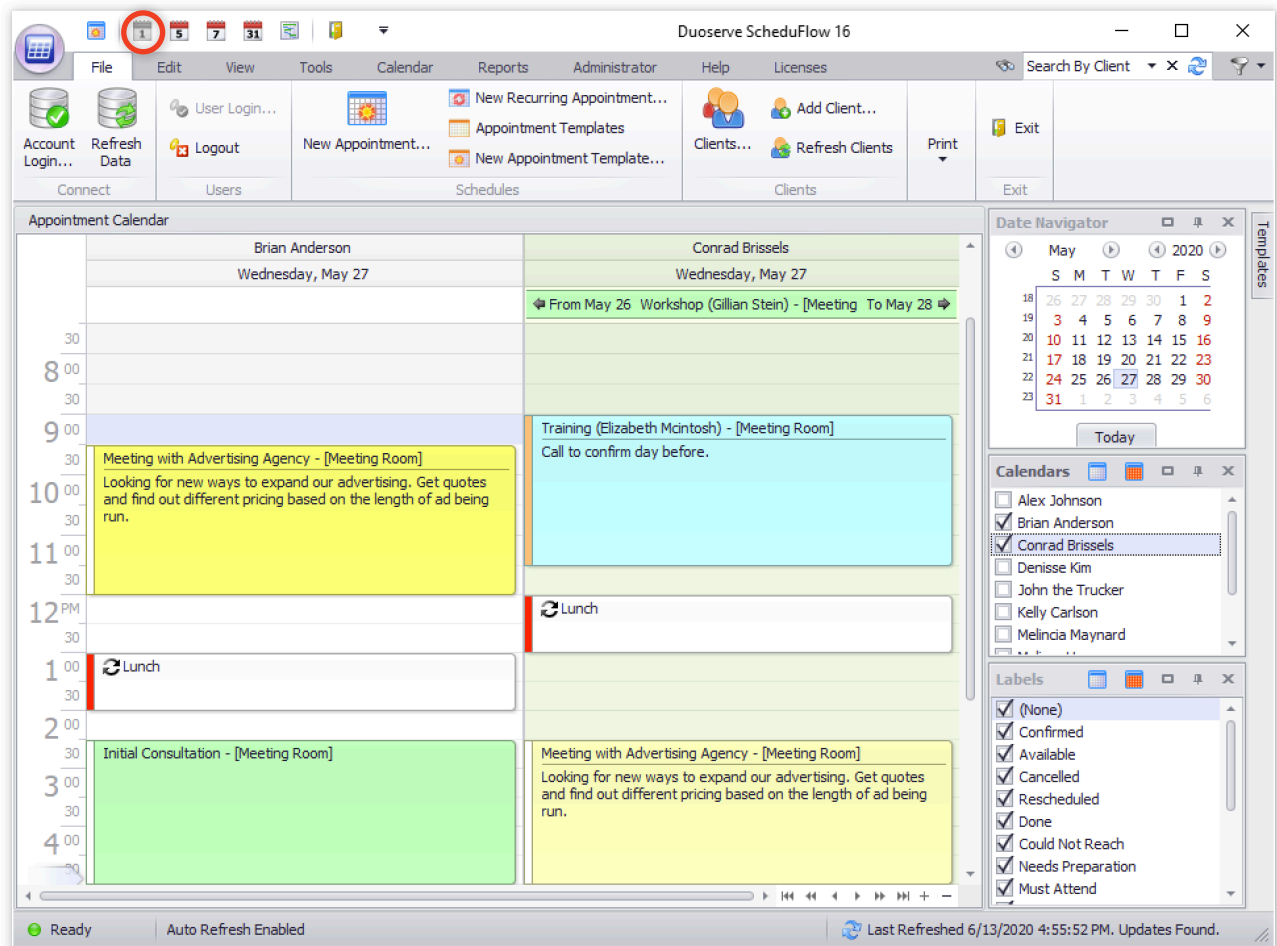 1 5 7 31 Duoserve ScheduFlow 16
File Edit View Tools Calendar Reports Administrator Help Licenses Search By Client
Account Login...
Refresh Data
Connect
User Login...
Logout
Users
New Appointment...
New Recurring Appointment...
Appointment Templates
New Appointment Template...
Schedules
Clients...
Add Client...
Refresh Clients
Clients
Print
Exit
Exit
Appointment Calendar
Brian Anderson
Wednesday, May 27
Conrad Brissels
Wednesday, May 27
From May 26 Workshop (Gillian Stein) - [Meeting To May 28
30
8 00
30
9 00
30
10 00
30
11 00
30
12 PM
30
1 00
30
2 00
30
3 00
30
4 00
30
Meeting with Advertising Agency - [Meeting Room]
Looking for new ways to expand our advertising. Get quotes
and find out different pricing based on the length of ad being
run.
Lunch
Initial Consultation - [Meeting Room]
Training (Elizabeth Mcintosh) - [Meeting Room]
Call to confirm day before.
Lunch
Meeting with Advertising Agency - [Meeting Room]
Looking for new ways to expand our advertising. Get quotes
and find out different pricing based on the length of ad being
run.
Date Navigator
May 2020
S M T W T F S
18 26 27 28 29 30 1 2
19 3 4 5 6 7 8 9
20 10 11 12 13 14 15 16
21 17 18 19 20 21 22 23
22 24 25 26 27 28 29 30
23 31 1 2 3 4 5 6
Today
Templates
Calendars
Alex Johnson
Brian Anderson
Conrad Brissels
Denisse Kim
John the Trucker
Kelly Carlson
Melincia Maynard
Labels
(None)
Confirmed
Available
Cancelled
Rescheduled
Done
Could Not Reach
Needs Preparation
Must Attend
Ready Auto Refresh Enabled Last Refreshed 6/13/2020 4:55:52 PM. Updates Found.